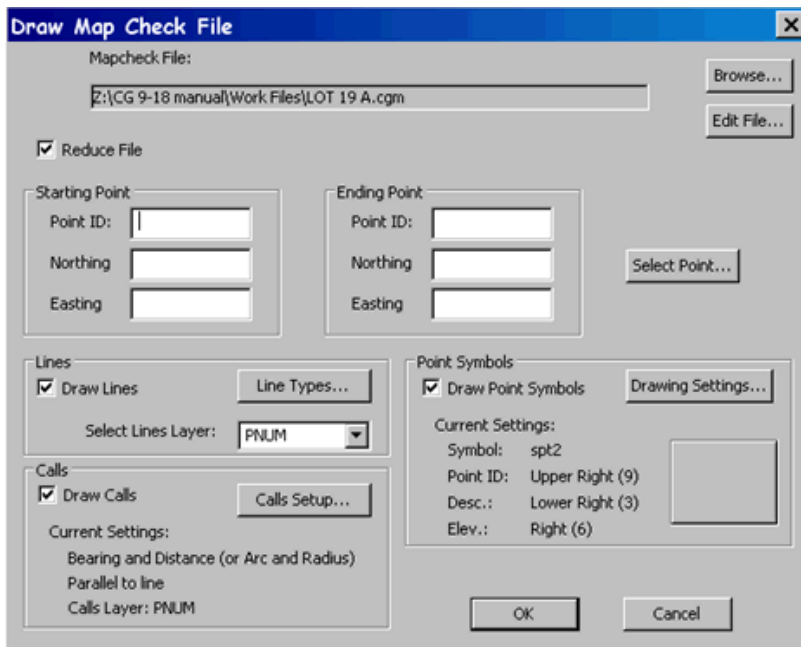 Draw Map Check File
Mapcheck File:
Z:\CG 9-18 manual\Work Files\LOT 19 A.cgm
Browse...
Edit File...
Reduce File
Starting Point
Point ID:
Northing
Easting
Ending Point
Point ID:
Northing
Easting
Select Point...
Lines
Draw Lines
Line Types...
Select Lines Layer:
PNUM
Calls
Draw Calls
Calls Setup...
Current Settings:
Bearing and Distance (or Arc and Radius)
Parallel to line
Calls Layer: PNUM
Point Symbols
Draw Point Symbols
Drawing Settings...
Current Settings:
Symbol: spt2
Point ID: Upper Right (9)
Desc.: Lower Right (3)
Elev.: Right (6)
OK
Cancel